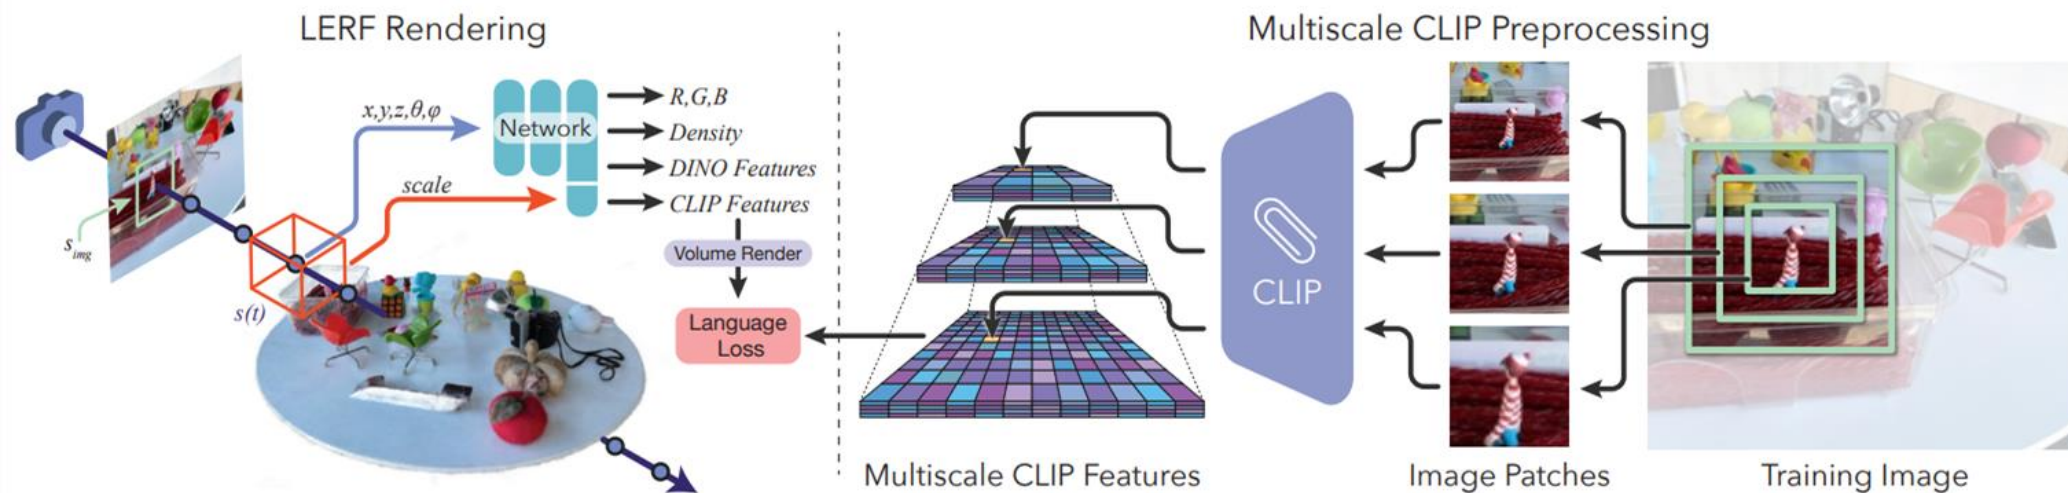 LERF Rendering
Multiscale CLIP Preprocessing
x,y,z,θ,φ
Network
R,G,B
Density
DINO Features
CLIP Features
scale
s_img
s(t)
Volume Render
Language
Loss
CLIP
Multiscale CLIP Features
Image Patches
Training Image